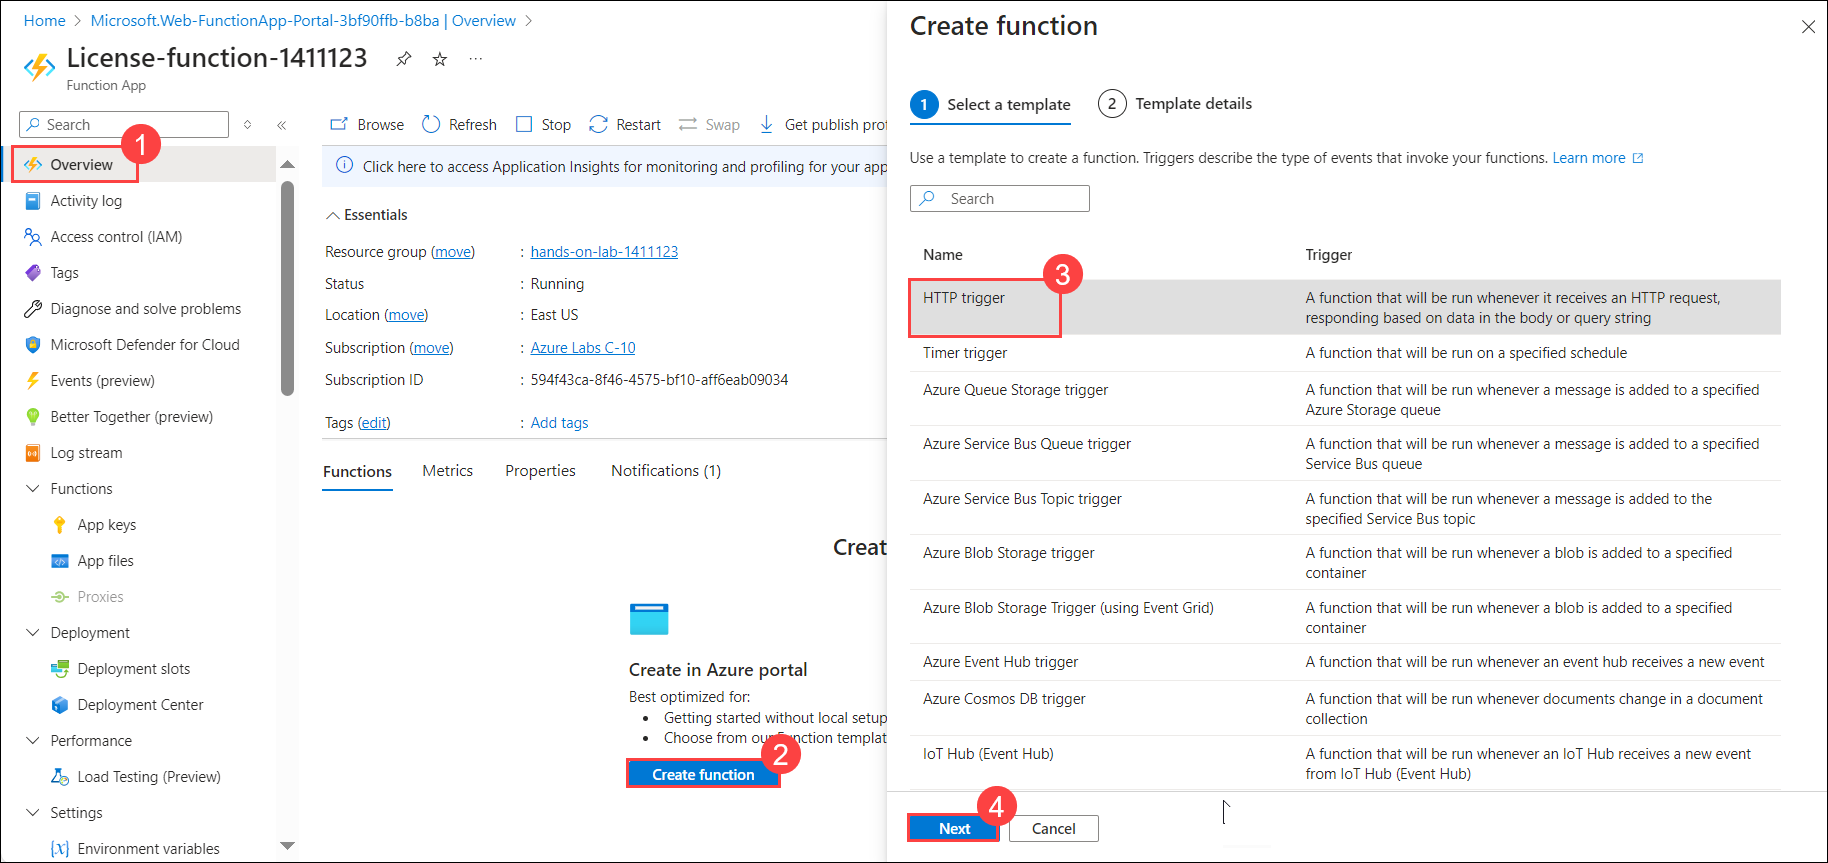 Home > Microsoft.Web-FunctionApp-Portal-3bf90ffb-b8ba | Overview >
License-function-1411123
Function App
Search
1
Overview
Activity log
Access control (IAM)
Tags
Diagnose and solve problems
Microsoft Defender for Cloud
Events (preview)
Better Together (preview)
Log stream
Functions
App keys
App files
Proxies
Deployment
Deployment slots
Deployment Center
Performance
Load Testing (Preview)
Settings
Environment variables
Browse Refresh Stop Restart Swap Get publish prof
Click here to access Application Insights for monitoring and profiling for your app
Essentials
Resource group (move) : hands-on-lab-1411123
Status : Running
Location (move) : East US
Subscription (move) : Azure Labs C-10
Subscription ID : 594f43ca-8f46-4575-bf10-aff6eab09034
Tags (edit) : Add tags
Functions Metrics Properties Notifications (1)
Creat
Create in Azure portal
Best optimized for:
• Getting started without local setup
• Choose from our Function templat
2
Create function
Create function
1 Select a template 2 Template details
Use a template to create a function. Triggers describe the type of events that invoke your functions. Learn more
Search
Name Trigger
3
HTTP trigger A function that will be run whenever it receives an HTTP request,
responding based on data in the body or query string
Timer trigger A function that will be run on a specified schedule
Azure Queue Storage trigger A function that will be run whenever a message is added to a specified
Azure Storage queue
Azure Service Bus Queue trigger A function that will be run whenever a message is added to a specified
Service Bus queue
Azure Service Bus Topic trigger A function that will be run whenever a message is added to the
specified Service Bus topic
Azure Blob Storage trigger A function that will be run whenever a blob is added to a specified
container
Azure Blob Storage Trigger (using Event Grid) A function that will be run whenever a blob is added to a specified
container
Azure Event Hub trigger A function that will be run whenever an event hub receives a new event
Azure Cosmos DB trigger A function that will be run whenever documents change in a document
collection
IoT Hub (Event Hub) A function that will be run whenever an IoT Hub receives a new event
from IoT Hub (Event Hub)
4
Next Cancel